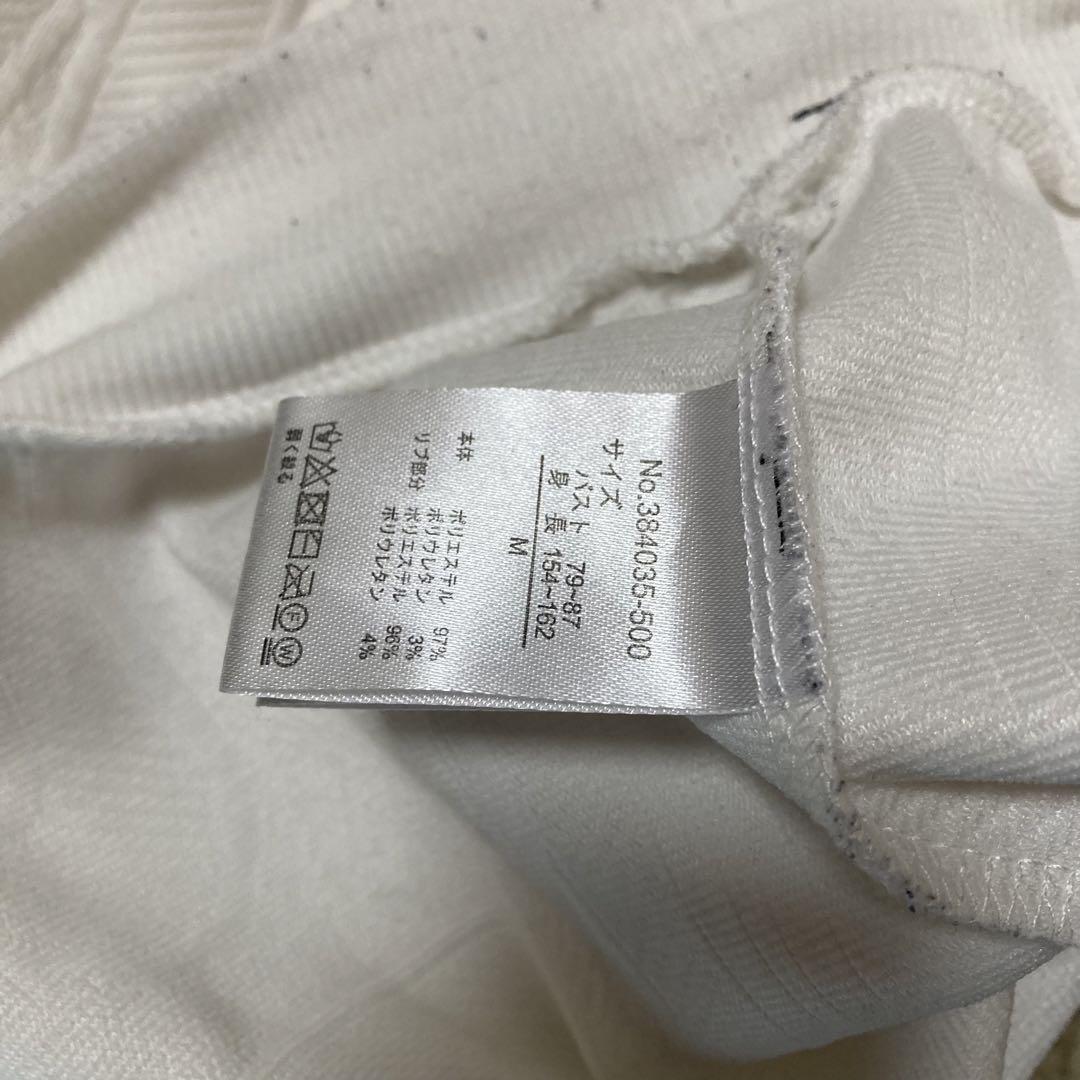 No.384035-500
サイズ
バスト 79~87
身長 154~162
M
本体 ポリエステル 97%
ポリウレタン 3%
リブ部分 ポリエステル 96%
ポリウレタン 4%
弱く絞る